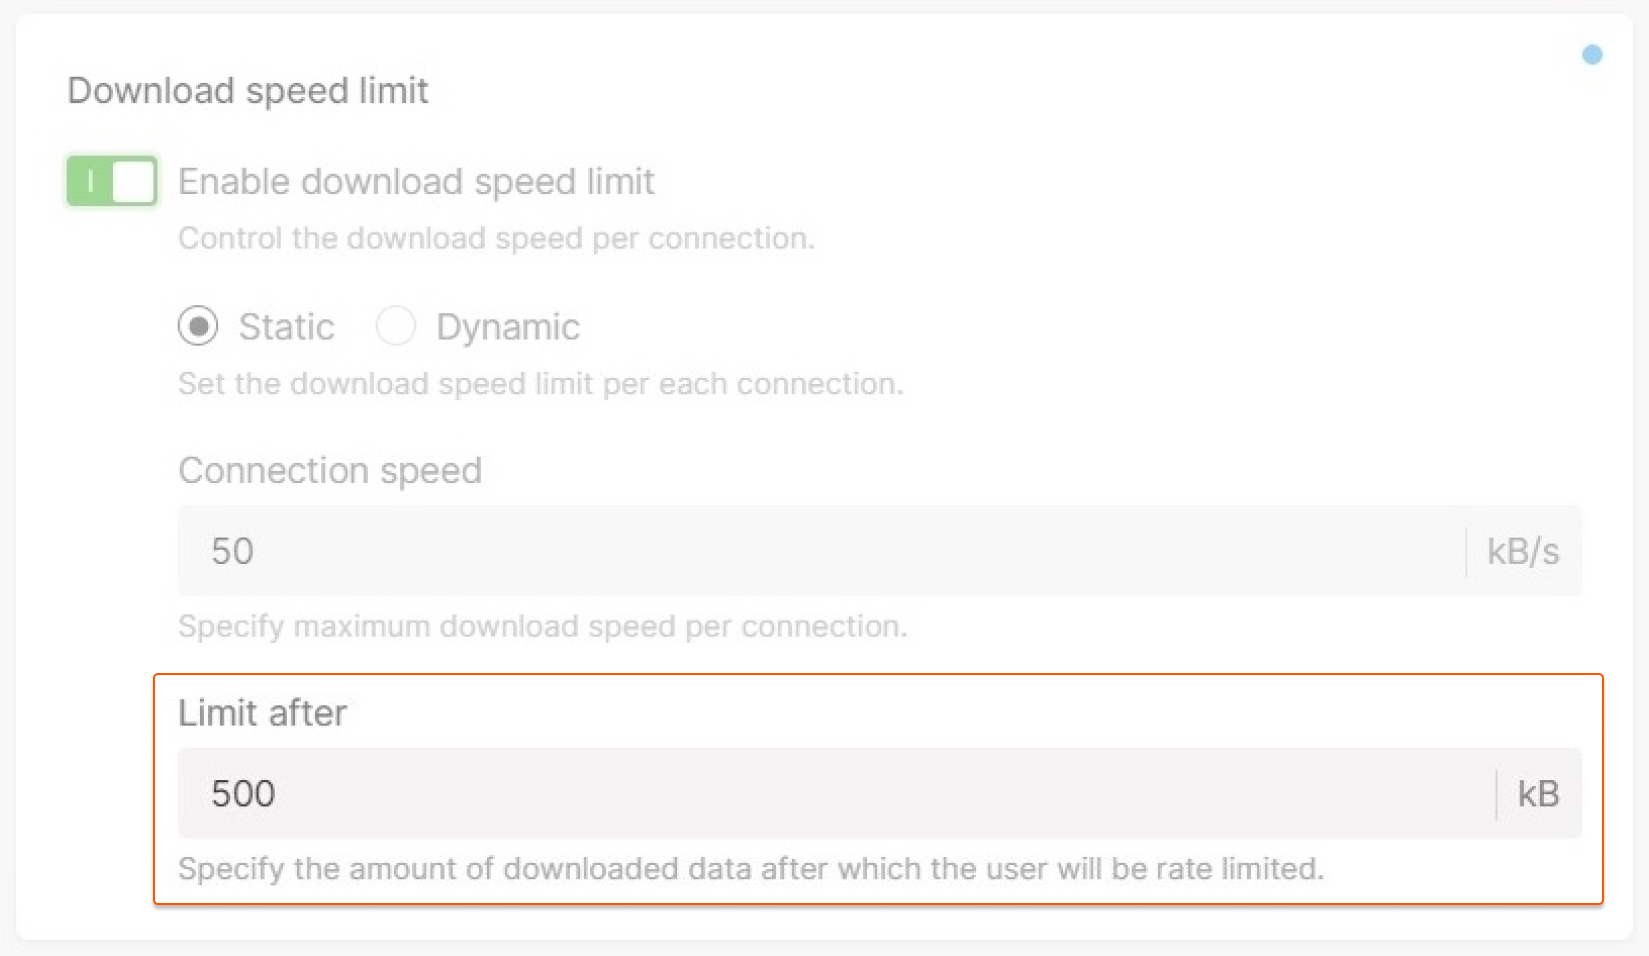 Download speed limit
Enable download speed limit
Control the download speed per connection.
Static Dynamic
Set the download speed limit per each connection.
Connection speed
50 kB/s
Specify maximum download speed per connection.
Limit after
500 kB
Specify the amount of downloaded data after which the user will be rate limited.